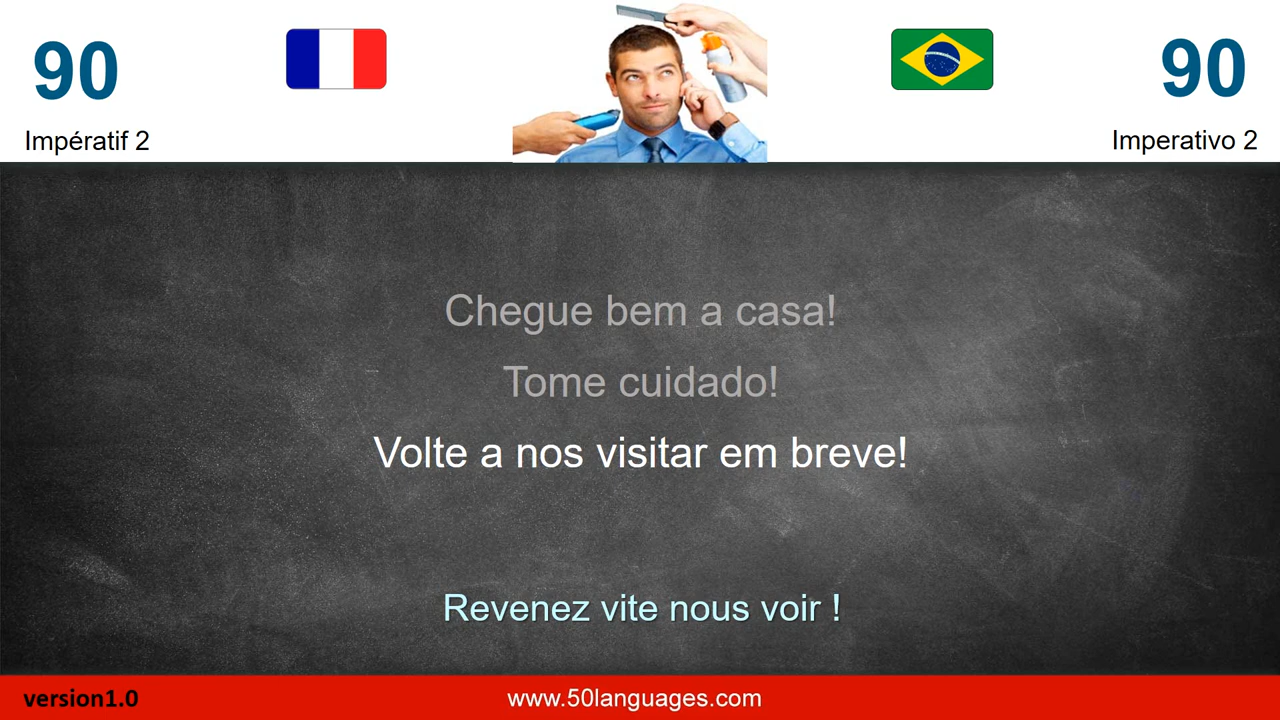 90
90
Impératif 2
Imperativo 2
Chegue bem a casa!
Tome cuidado!
Volte a nos visitar em breve!
Revenez vite nous voir !
version1.0
www.50languages.com